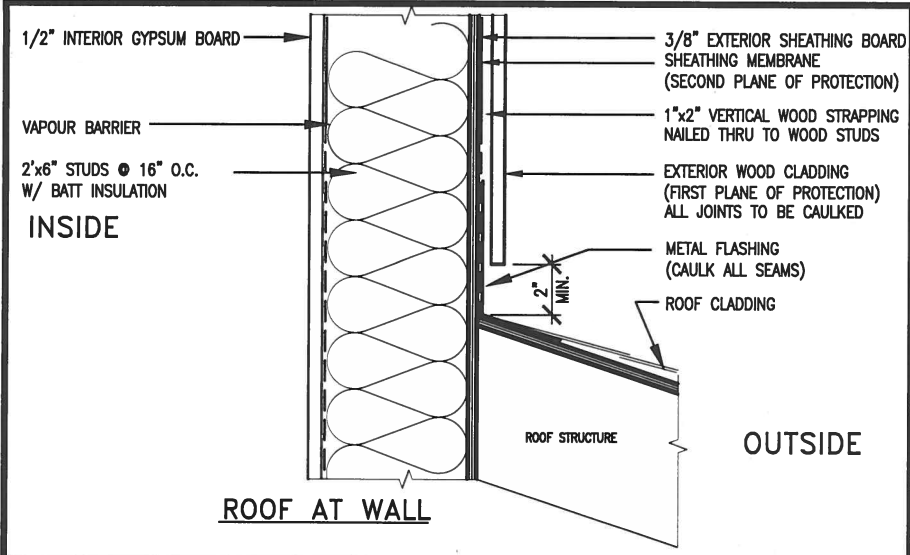 1/2" INTERIOR GYPSUM BOARD
VAPOUR BARRIER
2'x6" STUDS @ 16" O.C.
W/ BATT INSULATION
INSIDE
3/8" EXTERIOR SHEATHING BOARD
SHEATHING MEMBRANE
(SECOND PLANE OF PROTECTION)
1"x2" VERTICAL WOOD STRAPPING
NAILED THRU TO WOOD STUDS
EXTERIOR WOOD CLADDING
(FIRST PLANE OF PROTECTION)
ALL JOINTS TO BE CAULKED
METAL FLASHING
(CAULK ALL SEAMS)
2"
MIN.
ROOF CLADDING
ROOF STRUCTURE
OUTSIDE
ROOF AT WALL